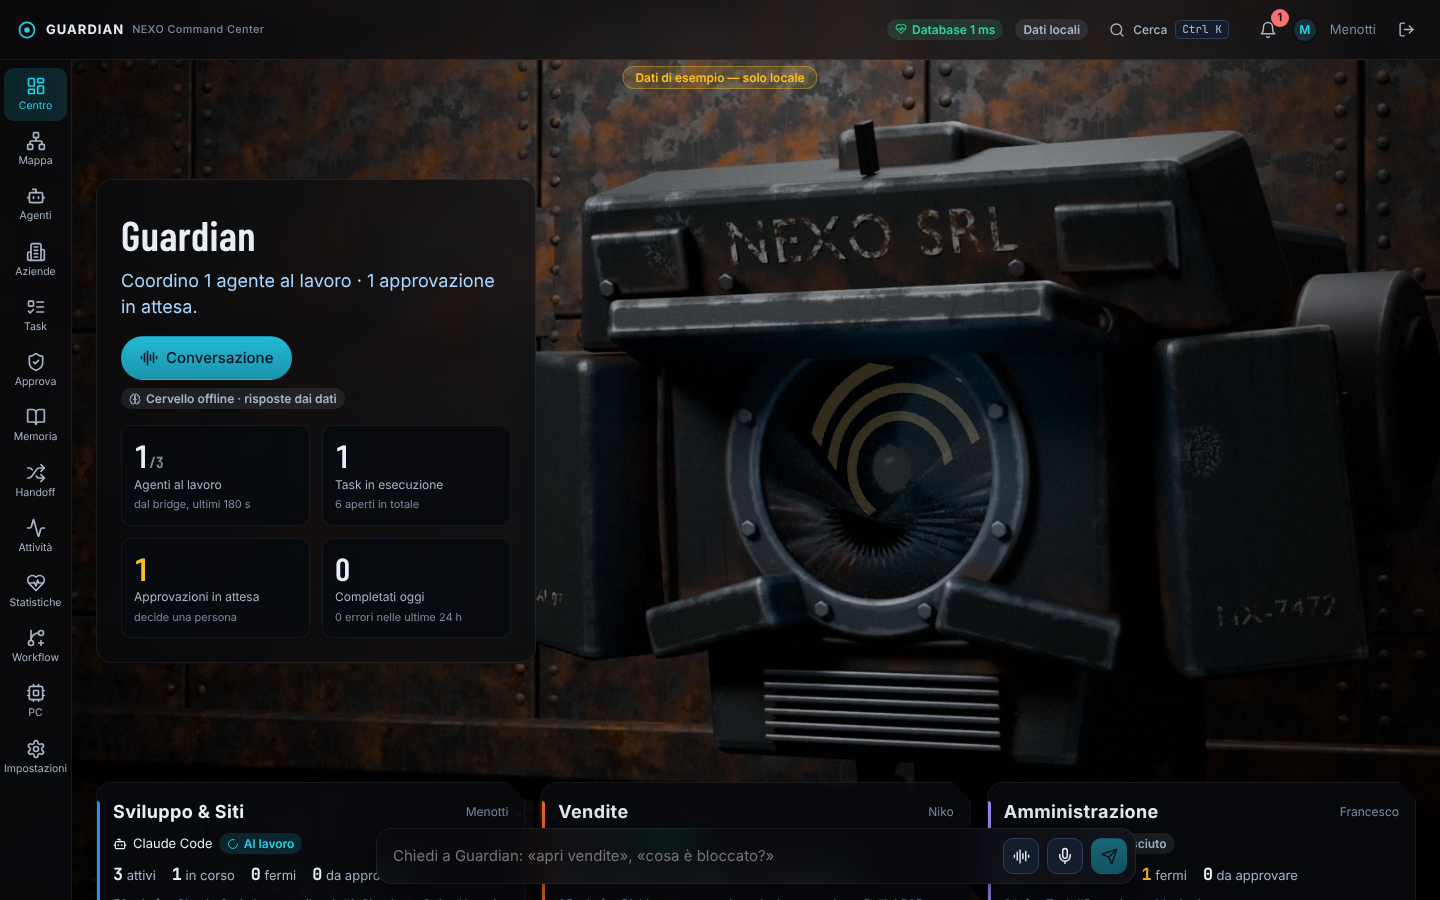 GUARDIAN NEXO Command Center
Database 1 ms
Dati locali
Cerca Ctrl K
1
M Menotti
Dati di esempio — solo locale
Centro
Mappa
Agenti
Aziende
Task
Approva
Memoria
Handoff
Attività
Statistiche
Workflow
PC
Impostazioni
NEXO SRL
Guardian
Coordino 1 agente al lavoro · 1 approvazione
in attesa.
Conversazione
Cervello offline · risposte dai dati
1/3
Agenti al lavoro
dal bridge, ultimi 180 s
1
Task in esecuzione
6 aperti in totale
1
Approvazioni in attesa
decide una persona
0
Completati oggi
0 errori nelle ultime 24 h
Sviluppo & Siti Menotti
Claude Code Al lavoro
3 attivi 1 in corso 0 fermi 0 da appro
Vendite Niko
Chiedi a Guardian: «apri vendite», «cosa è bloccato?»
Amministrazione Francesco
1 fermi 0 da approvare